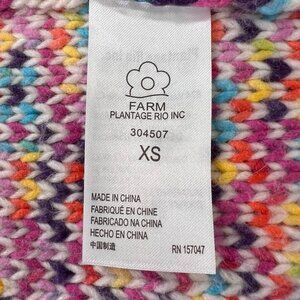 FARM
PLANTAGE RIO INC
304507
XS
MADE IN CHINA
FABRIQUÉ EN CHINE
FABRICADO NA CHINA
HECHO EN CHINA
中国制造
RN 157047